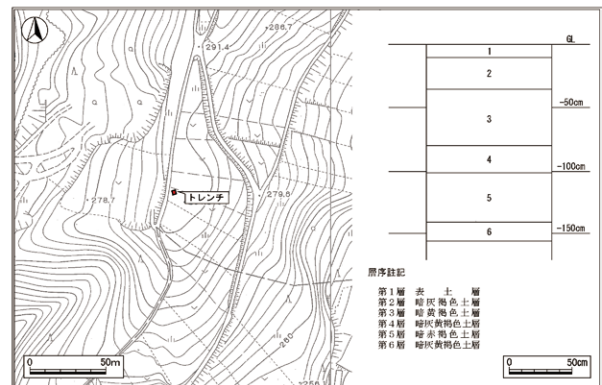 286.7
291.4
トレンチ
279.6
278.7
260
256
0 50m
GL
1
2
-50cm
3
4
-100cm
5
6
-150cm
層序註記
第1層 表土層
第2層 暗灰褐色土層
第3層 暗黄褐色土層
第4層 暗灰黄褐色土層
第5層 暗赤褐色土層
第6層 暗灰黄褐色土層
0 50cm